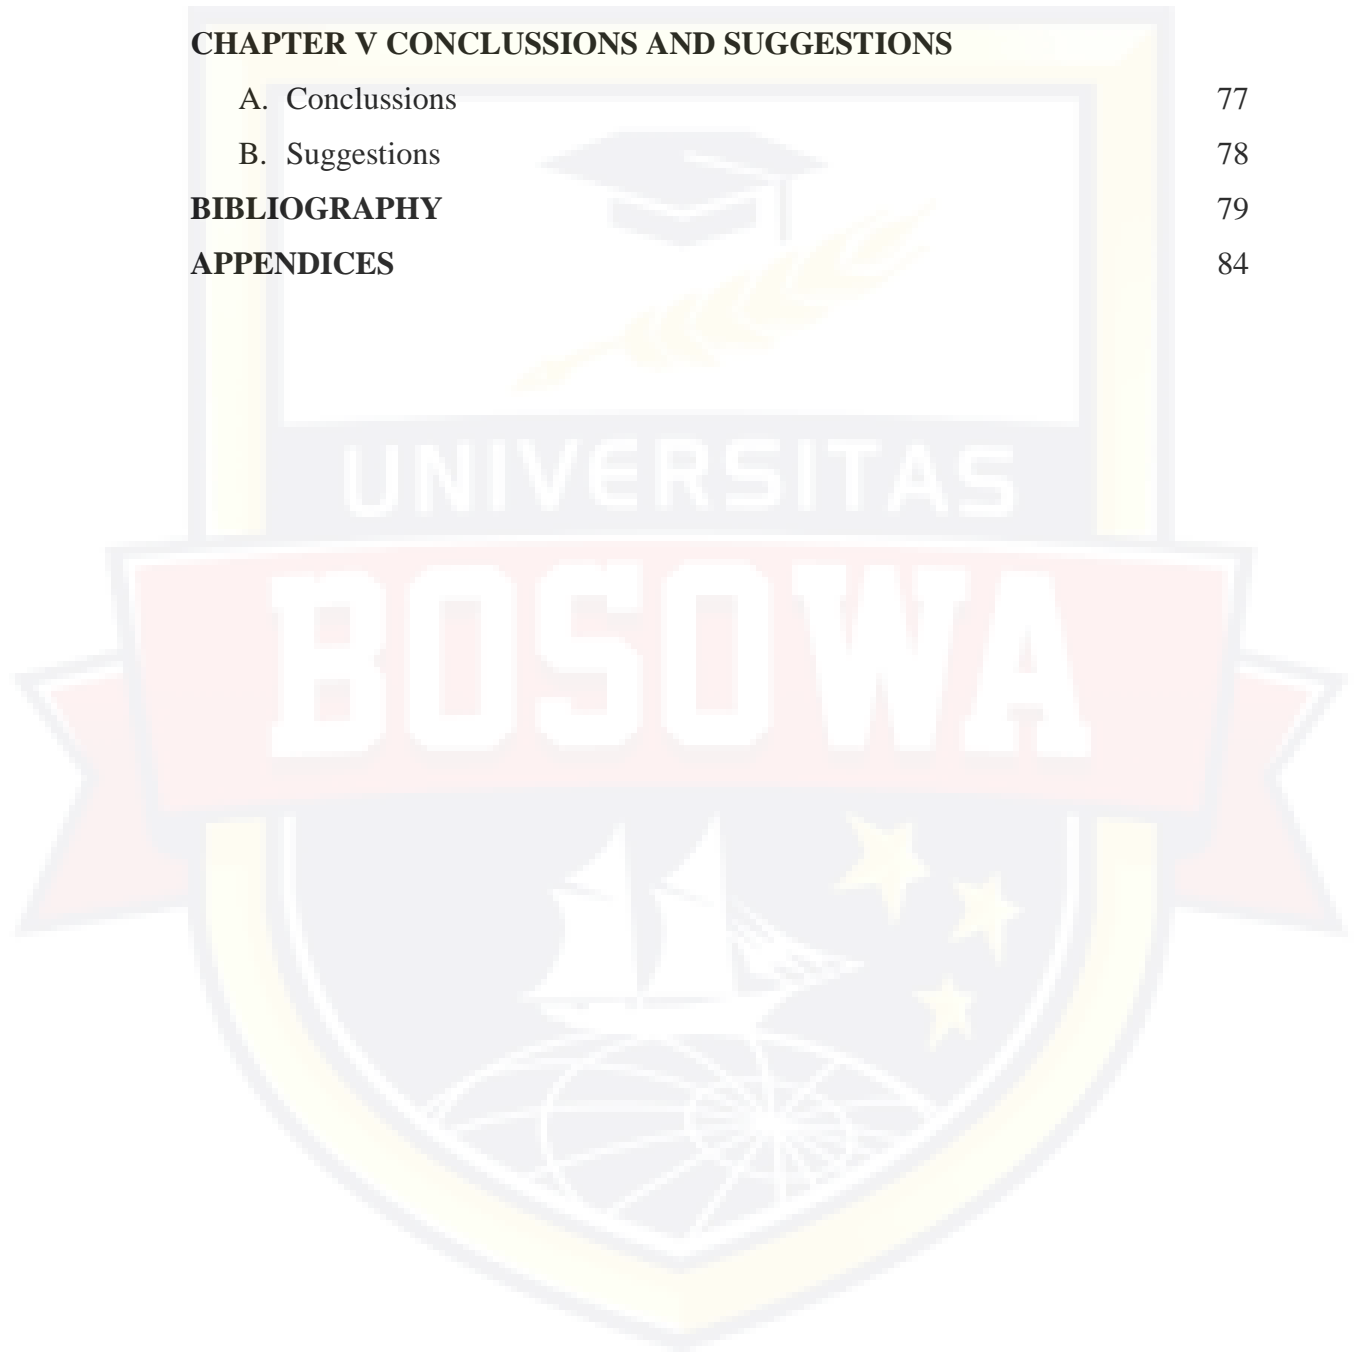 CHAPTER V CONCLUSSIONS AND SUGGESTIONS
A. Conclussions 77
B. Suggestions 78
BIBLIOGRAPHY 79
APPENDICES 84
UNIVERSITAS
BOSOWA